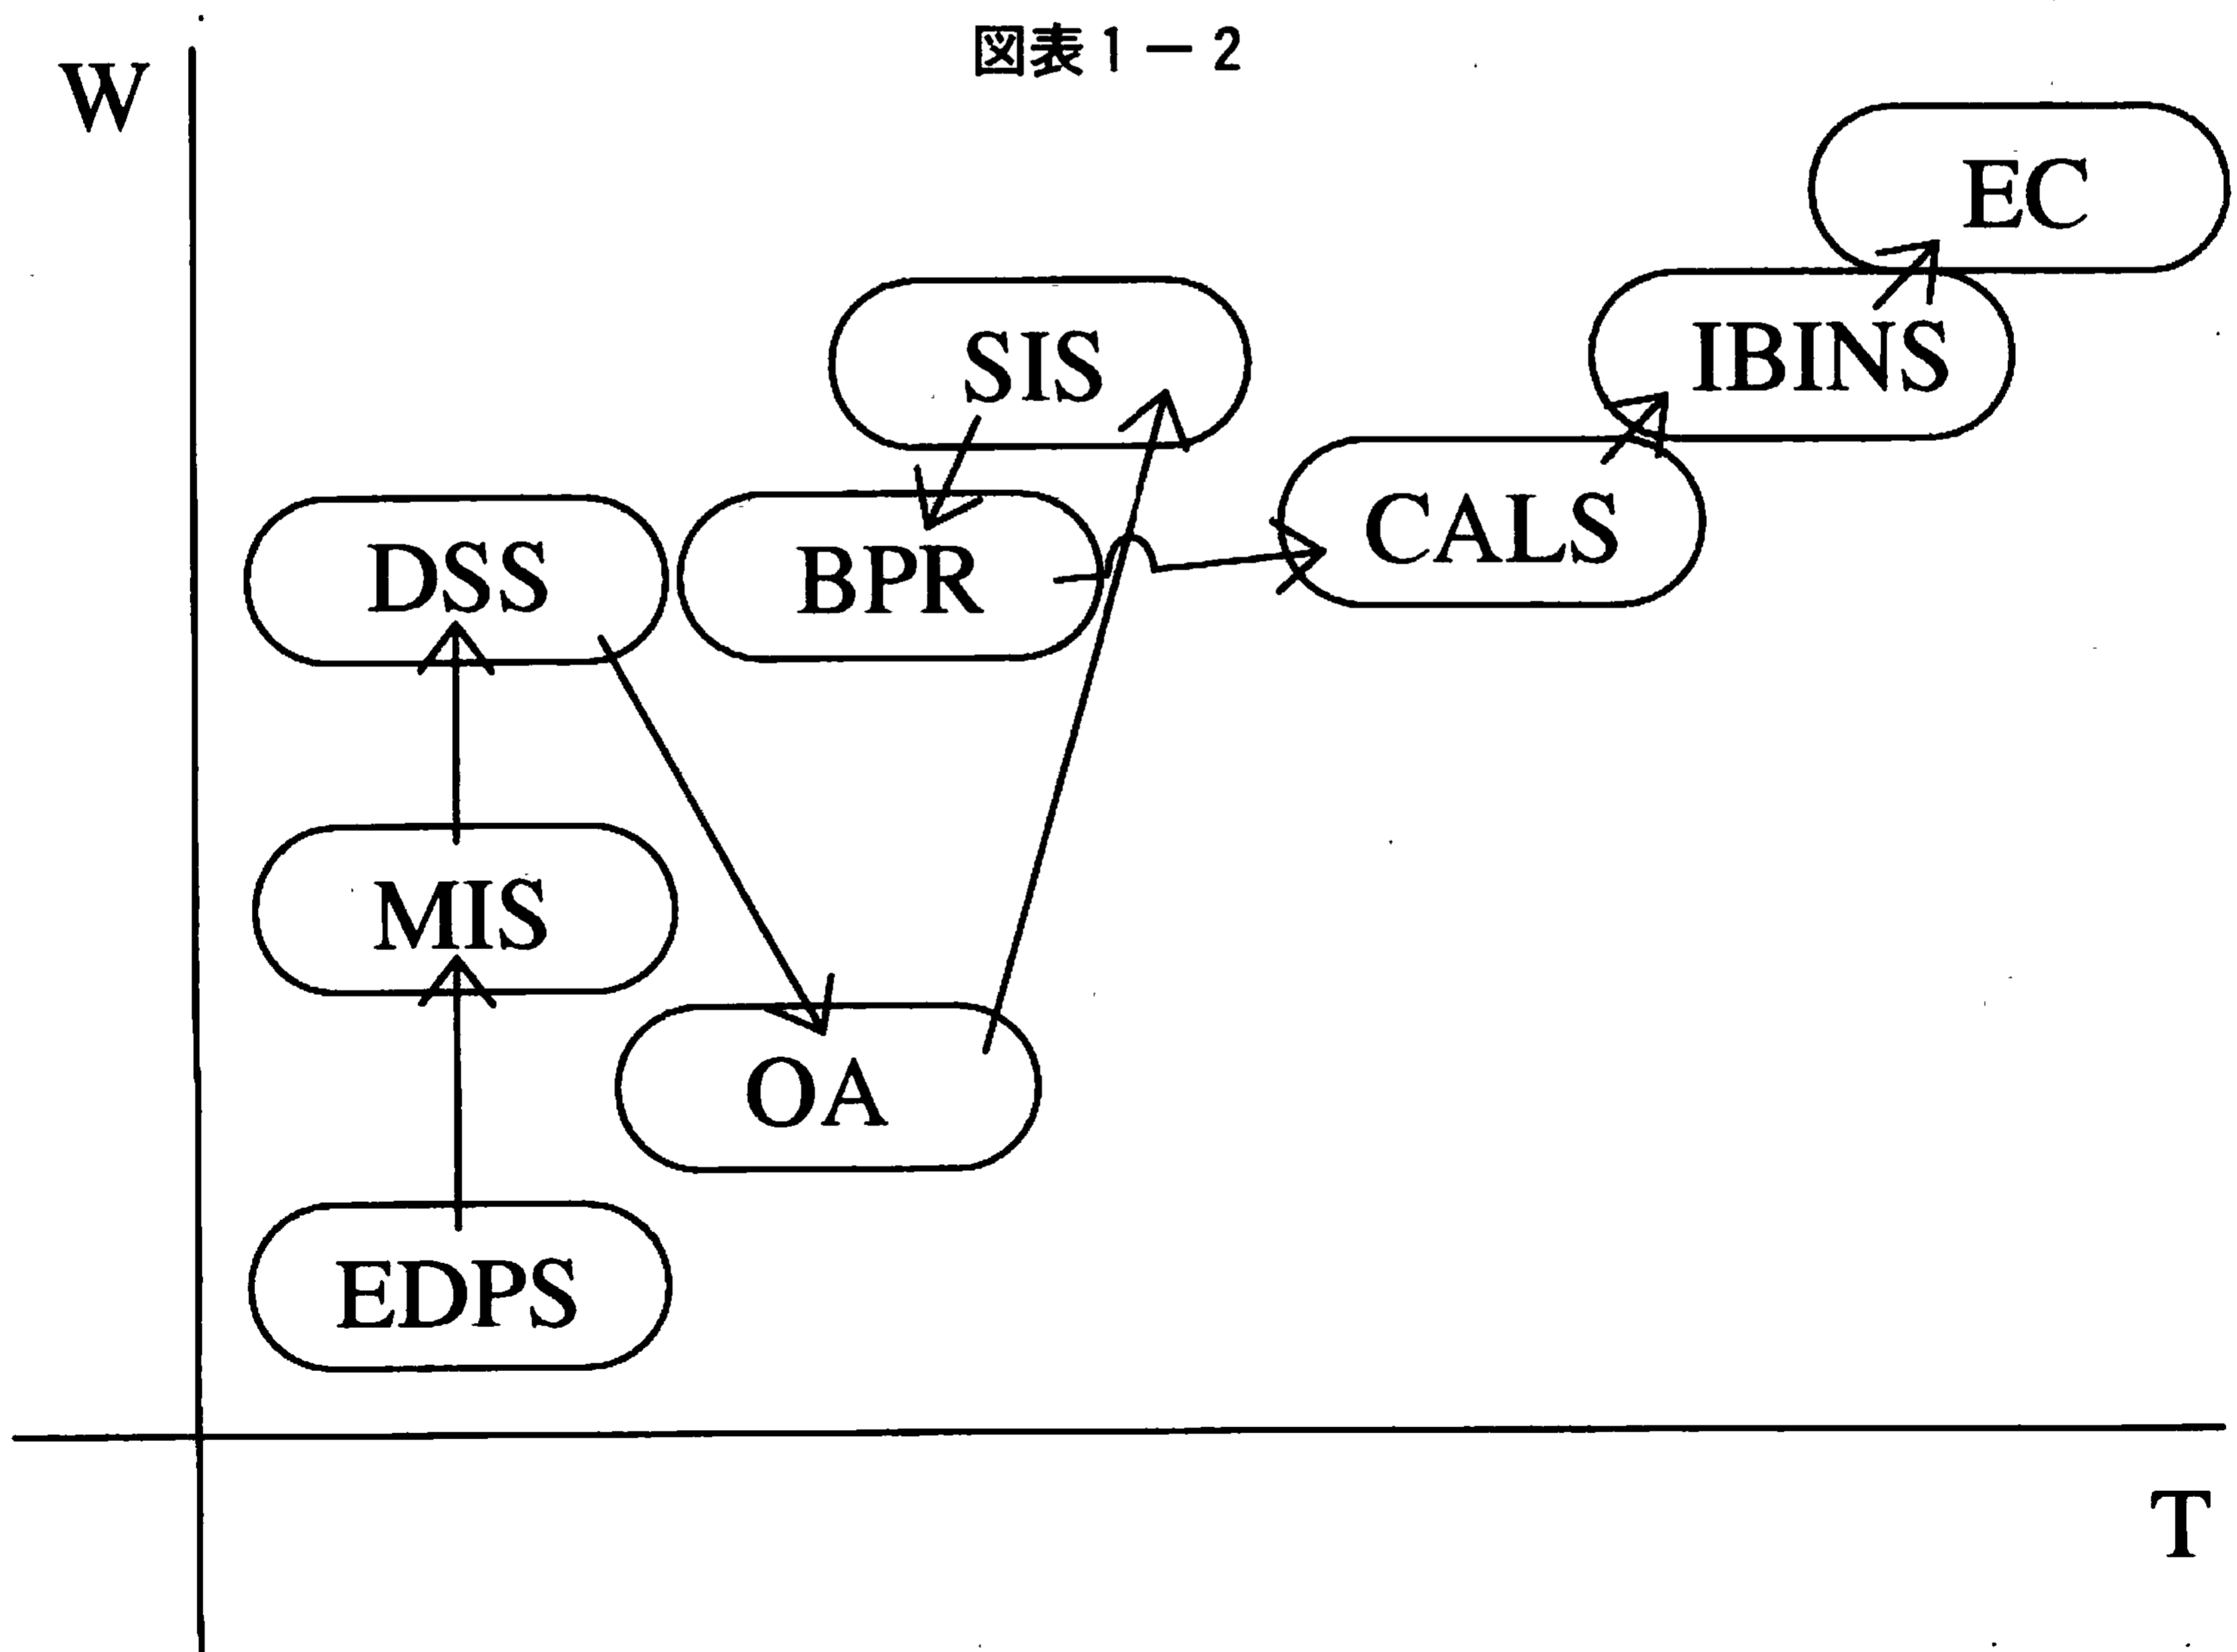 図表1－2
W
EC
SIS
IBINS
CALS
DSS
BPR
MIS
OA
EDPS
T